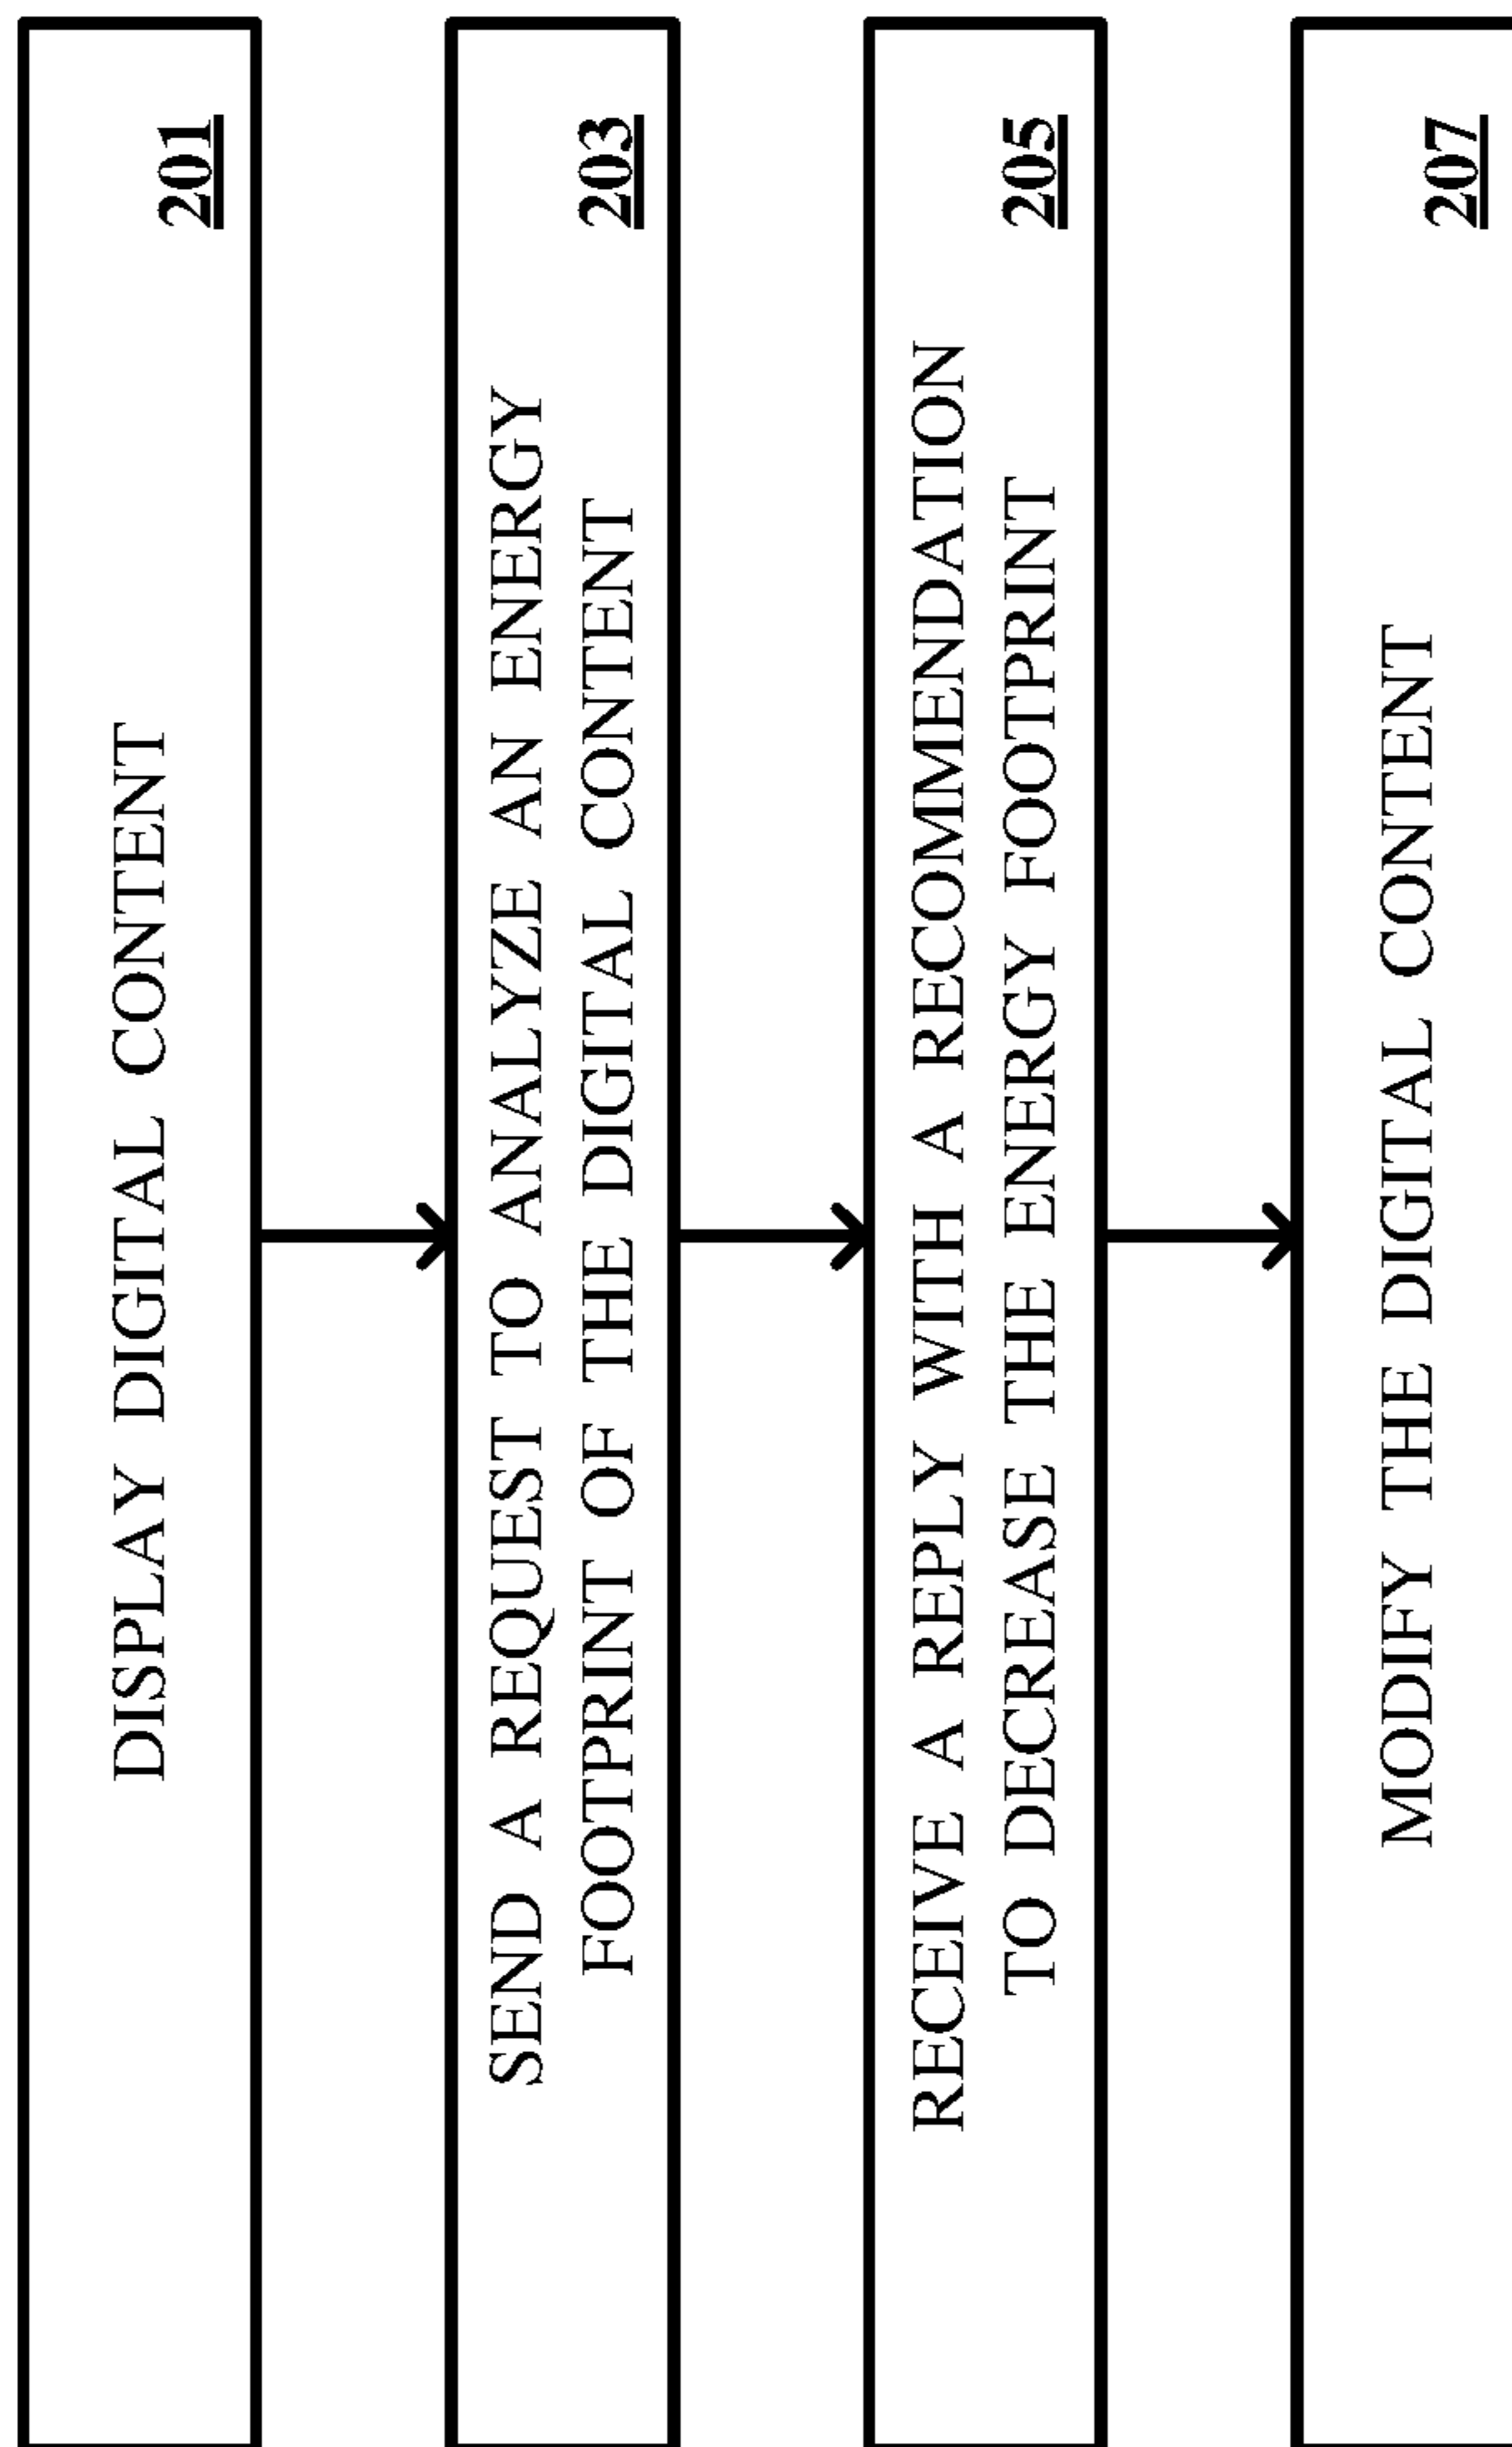 DISPLAY DIGITAL CONTENT
201
SEND A REQUEST TO ANALYZE AN ENERGY
FOOTPRINT OF THE DIGITAL CONTENT
203
RECEIVE A REPLY WITH A RECOMMENDATION
TO DECREASE THE ENERGY FOOTPRINT
205
MODIFY THE DIGITAL CONTENT
207